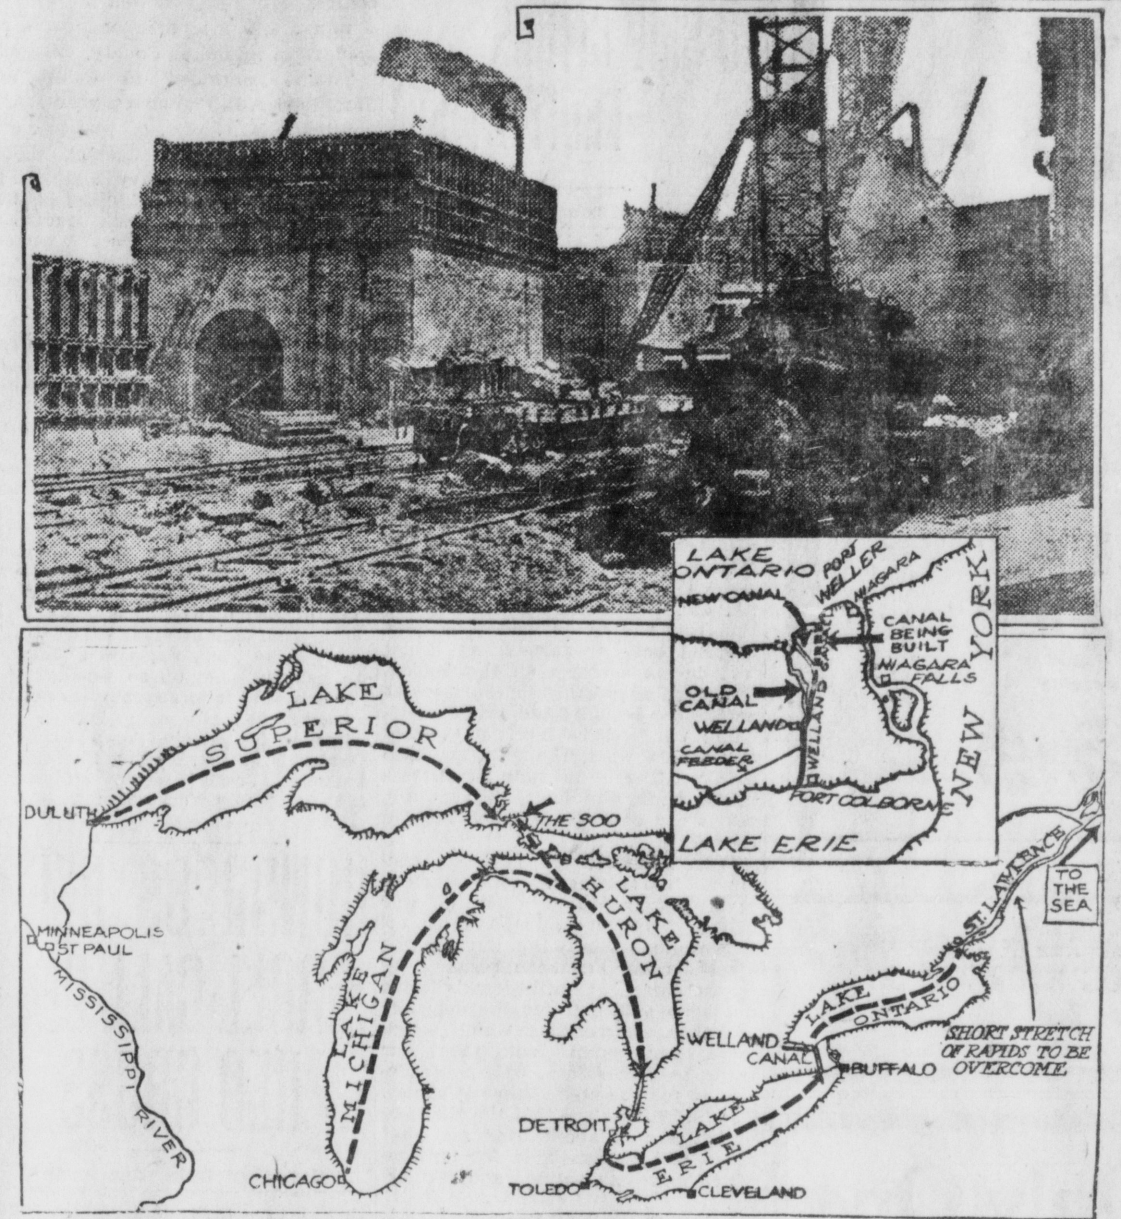 LAKE
ONTARIO
PORT
WELLER
NIAGARA
NEW CANAL
CANAL
BEING
BUILT
NIAGARA
FALLS
OLD
CANAL
WELLAND
CANAL
FEEDER
WELLAND
PORT COLBORNE
LAKE ERIE
NEW YORK
LAKE
SUPERIOR
DULUTH
THE SOO
MINNEAPOLIS
ST PAUL
MISSISSIPPI
RIVER
LAKE
MICHIGAN
LAKE
HURON
CHICAGO
DETROIT
TOLEDO
CLEVELAND
LAKE
ERIE
WELLAND
CANAL
BUFFALO
LAKE
ONTARIO
ST. LAWRENCE
TO
THE
SEA
SHORT STRETCH
OF RAPIDS TO BE
OVERCOME